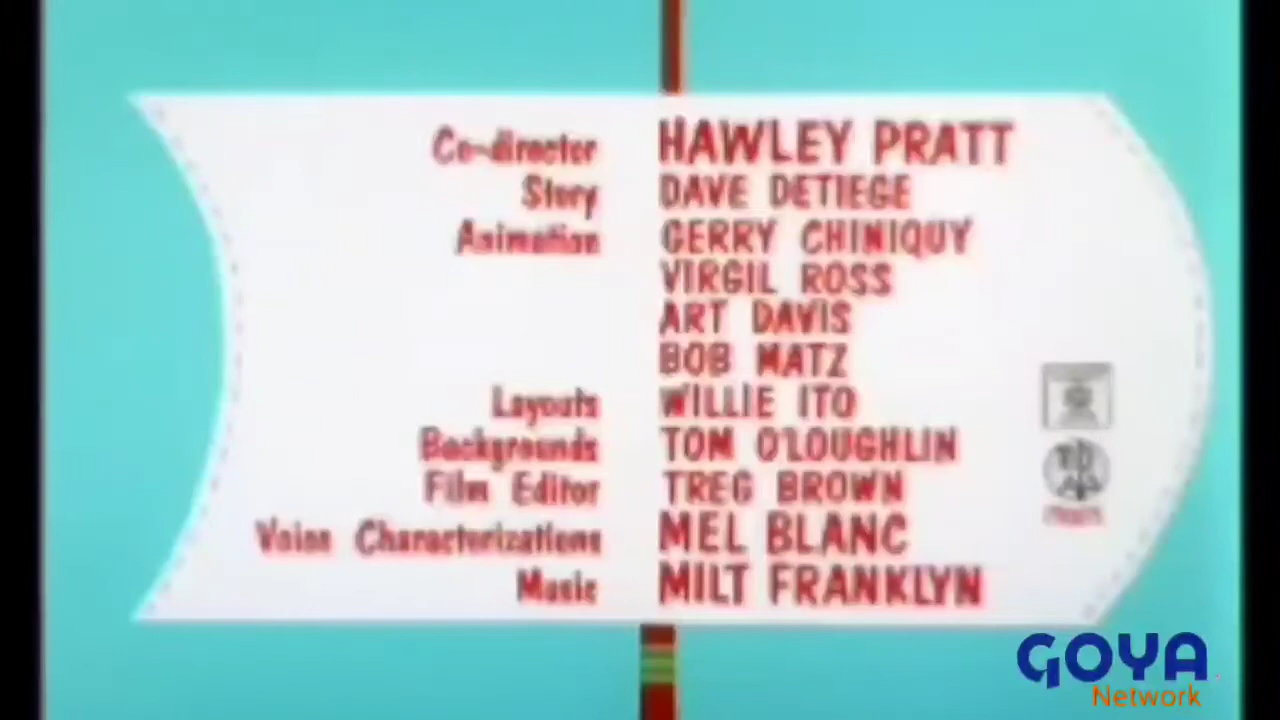 Co-director HAWLEY PRATT
Story DAVE DETIEGE
Animation GERRY CHINIQUY
VIRGIL ROSS
ART DAVIS
BOB MATZ
Layouts WILLIE ITO
Backgrounds TOM O'LOUGHLIN
Film Editor TREG BROWN
Voice Characterizations MEL BLANC
Music MILT FRANKLYN
GOYA
Network